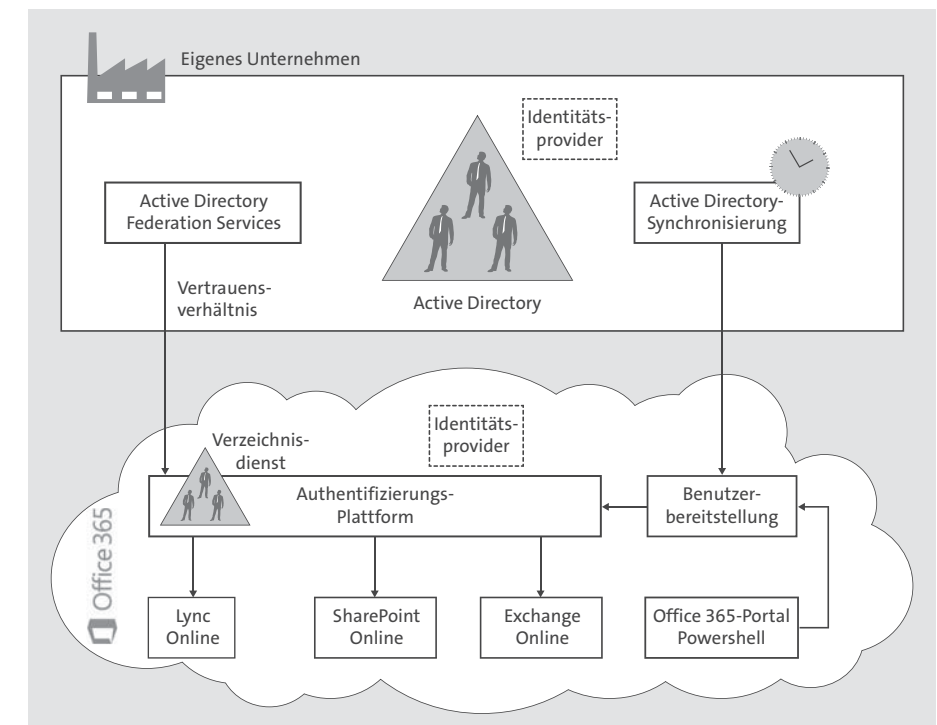 Eigenes Unternehmen
Identitäts-
provider
Active Directory
Federation Services
Active Directory-
Synchronisierung
Vertrauens-
verhältnis
Active Directory
Identitäts-
provider
Verzeichnis-
dienst
Authentifizierungs-
Plattform
Benutzer-
bereitstellung
Office 365
Lync
Online
SharePoint
Online
Exchange
Online
Office 365-Portal
Powershell